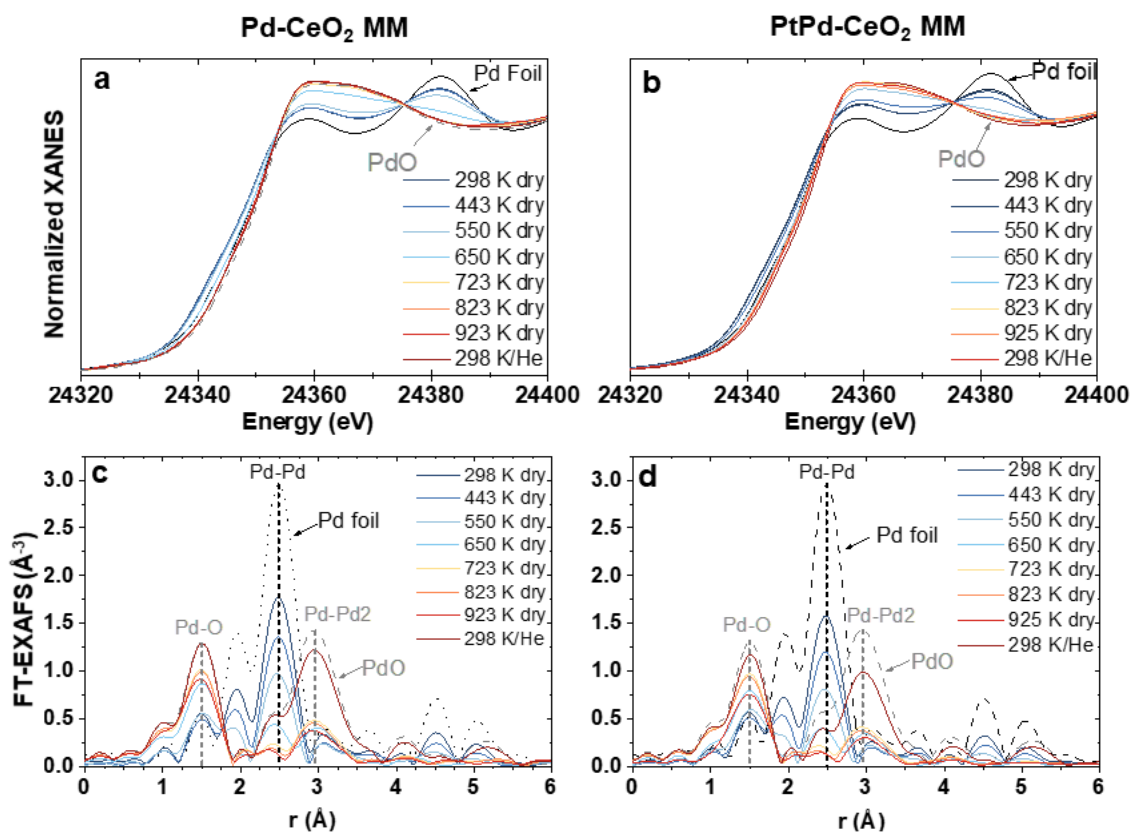 Pd-CeO₂ MM
PtPd-CeO₂ MM
a
Pd Foil
PdO
298 K dry
443 K dry
550 K dry
650 K dry
723 K dry
823 K dry
923 K dry
298 K/He
Normalized XANES
24320 24340 24360 24380 24400
Energy (eV)
b
Pd foil
PdO
298 K dry
443 K dry
550 K dry
650 K dry
723 K dry
823 K dry
925 K dry
298 K/He
24320 24340 24360 24380 24400
Energy (eV)
c
Pd-Pd
Pd foil
Pd-Pd2
Pd-O
PdO
298 K dry
443 K dry
550 K dry
650 K dry
723 K dry
823 K dry
923 K dry
298 K/He
FT-EXAFS (Å⁻³)
3.0
2.5
2.0
1.5
1.0
0.5
0.0
0 1 2 3 4 5 6
r (Å)
d
Pd-Pd
Pd foil
Pd-Pd2
Pd-O
PdO
298 K dry
443 K dry
550 K dry
650 K dry
723 K dry
823 K dry
925 K dry
298 K/He
3.0
2.5
2.0
1.5
1.0
0.5
0.0
0 1 2 3 4 5 6
r (Å)